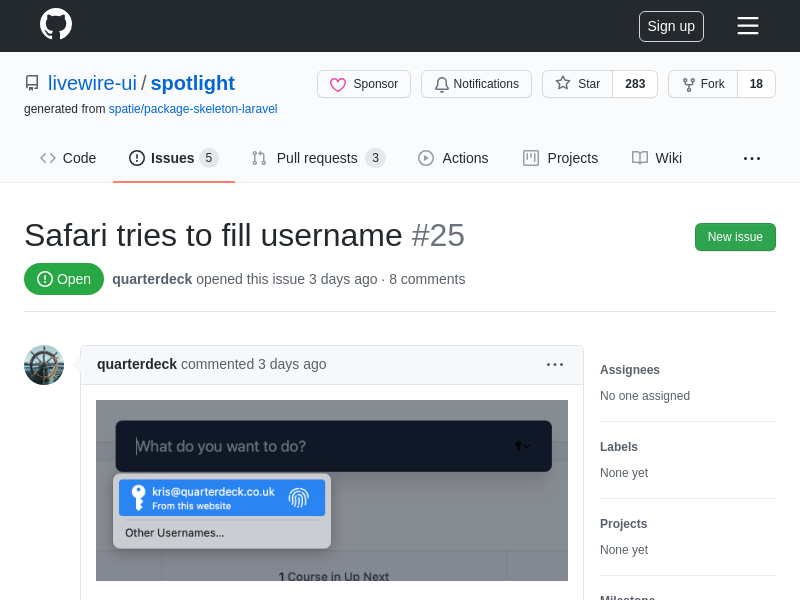 Sign up
livewire-ui / spotlight
Sponsor
Notifications
Star 283
Fork 18
generated from spatie/package-skeleton-laravel
Code
Issues 5
Pull requests 3
Actions
Projects
Wiki
Safari tries to fill username #25
New issue
Open
quarterdeck opened this issue 3 days ago · 8 comments
quarterdeck commented 3 days ago
What do you want to do?
kris@quarterdeck.co.uk
From this website
Other Usernames...
1 Course in Up Next
Assignees
No one assigned
Labels
None yet
Projects
None yet
Milestone